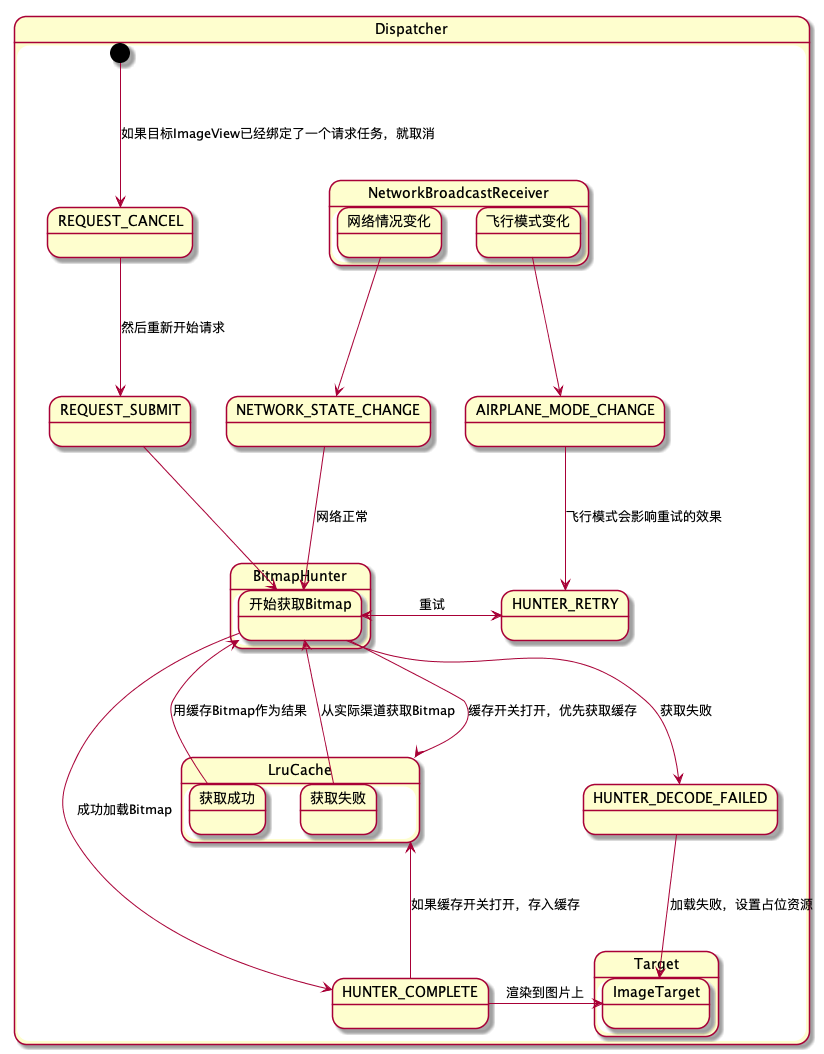 Dispatcher
如果目标ImageView已经绑定了一个请求任务，就取消
NetworkBroadcastReceiver
REQUEST_CANCEL
网络情况变化
飞行模式变化
然后重新开始请求
REQUEST_SUBMIT
NETWORK_STATE_CHANGE
AIRPLANE_MODE_CHANGE
网络正常
飞行模式会影响重试的效果
BitmapHunter
开始获取Bitmap
重试
HUNTER_RETRY
用缓存Bitmap作为结果
从实际渠道获取Bitmap
缓存开关打开，优先获取缓存
获取失败
LruCache
获取成功
获取失败
HUNTER_DECODE_FAILED
成功加载Bitmap
如果缓存开关打开，存入缓存
加载失败，设置占位资源
Target
HUNTER_COMPLETE
渲染到图片上
ImageTarget